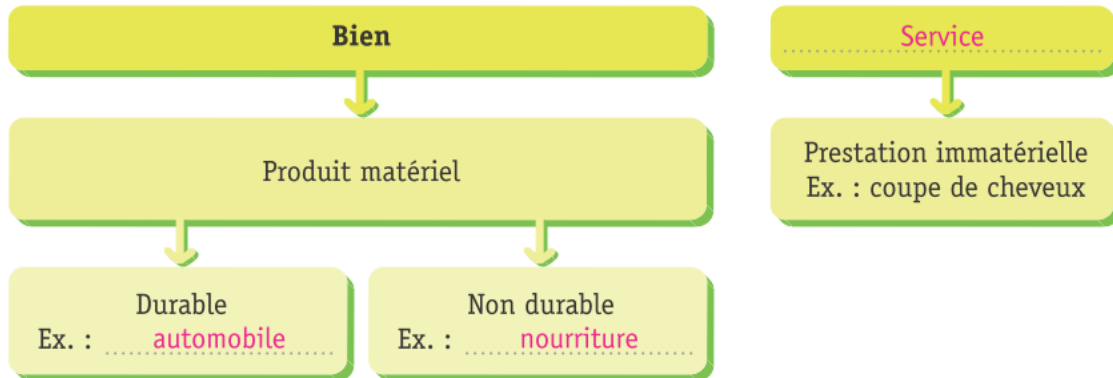 Bien
Service
Produit matériel
Prestation immatérielle
Ex. : coupe de cheveux
Durable
Ex. : automobile
Non durable
Ex. : nourriture